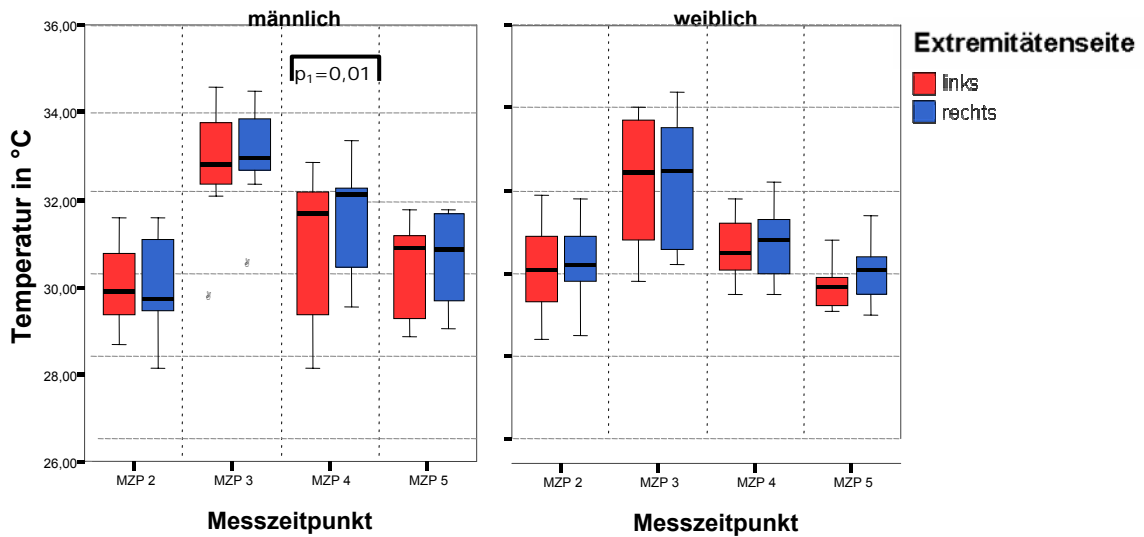 männlich
weiblich
Extremitätenseite
links
rechts
p₁=0,01
Temperatur in °C
36,00
34,00
32,00
30,00
28,00
26,00
MZP 2
MZP 3
MZP 4
MZP 5
MZP 2
MZP 3
MZP 4
MZP 5
Messzeitpunkt
Messzeitpunkt